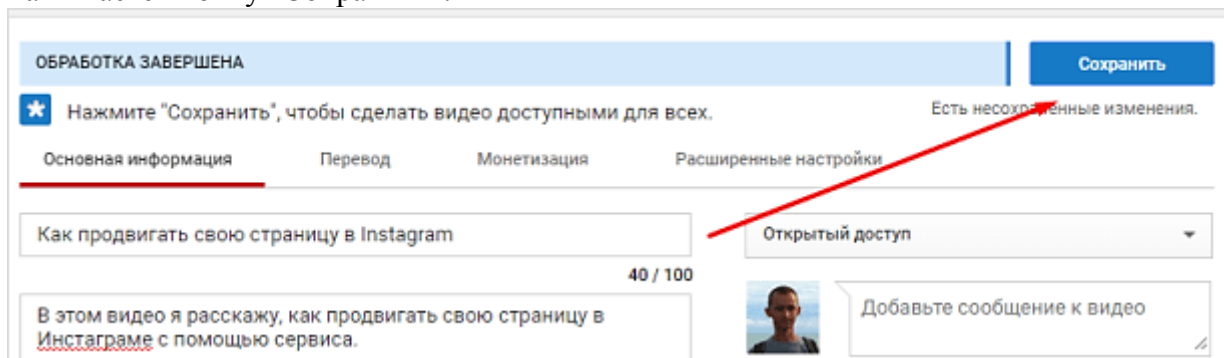 ОБРАБОТКА ЗАВЕРШЕНА
Сохранить
Нажмите "Сохранить", чтобы сделать видео доступными для всех.
Есть несохраненные изменения.
Основная информация
Перевод
Монетизация
Расширенные настройки
Как продвигать свою страницу в Instagram
Открытый доступ
40 / 100
В этом видео я расскажу, как продвигать свою страницу в
Инстаграме с помощью сервиса.
Добавьте сообщение к видео